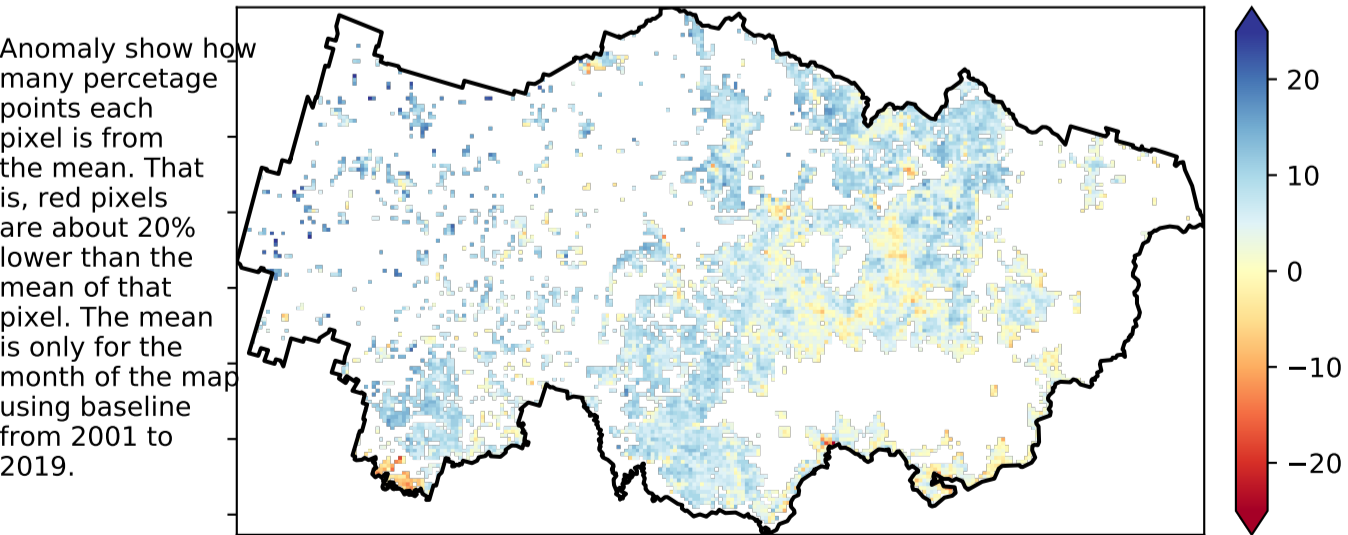 Anomaly show how
many percetage
points each
pixel is from
the mean. That
is, red pixels
are about 20%
lower than the
mean of that
pixel. The mean
is only for the
month of the map
using baseline
from 2001 to
2019.
20
10
0
−10
−20